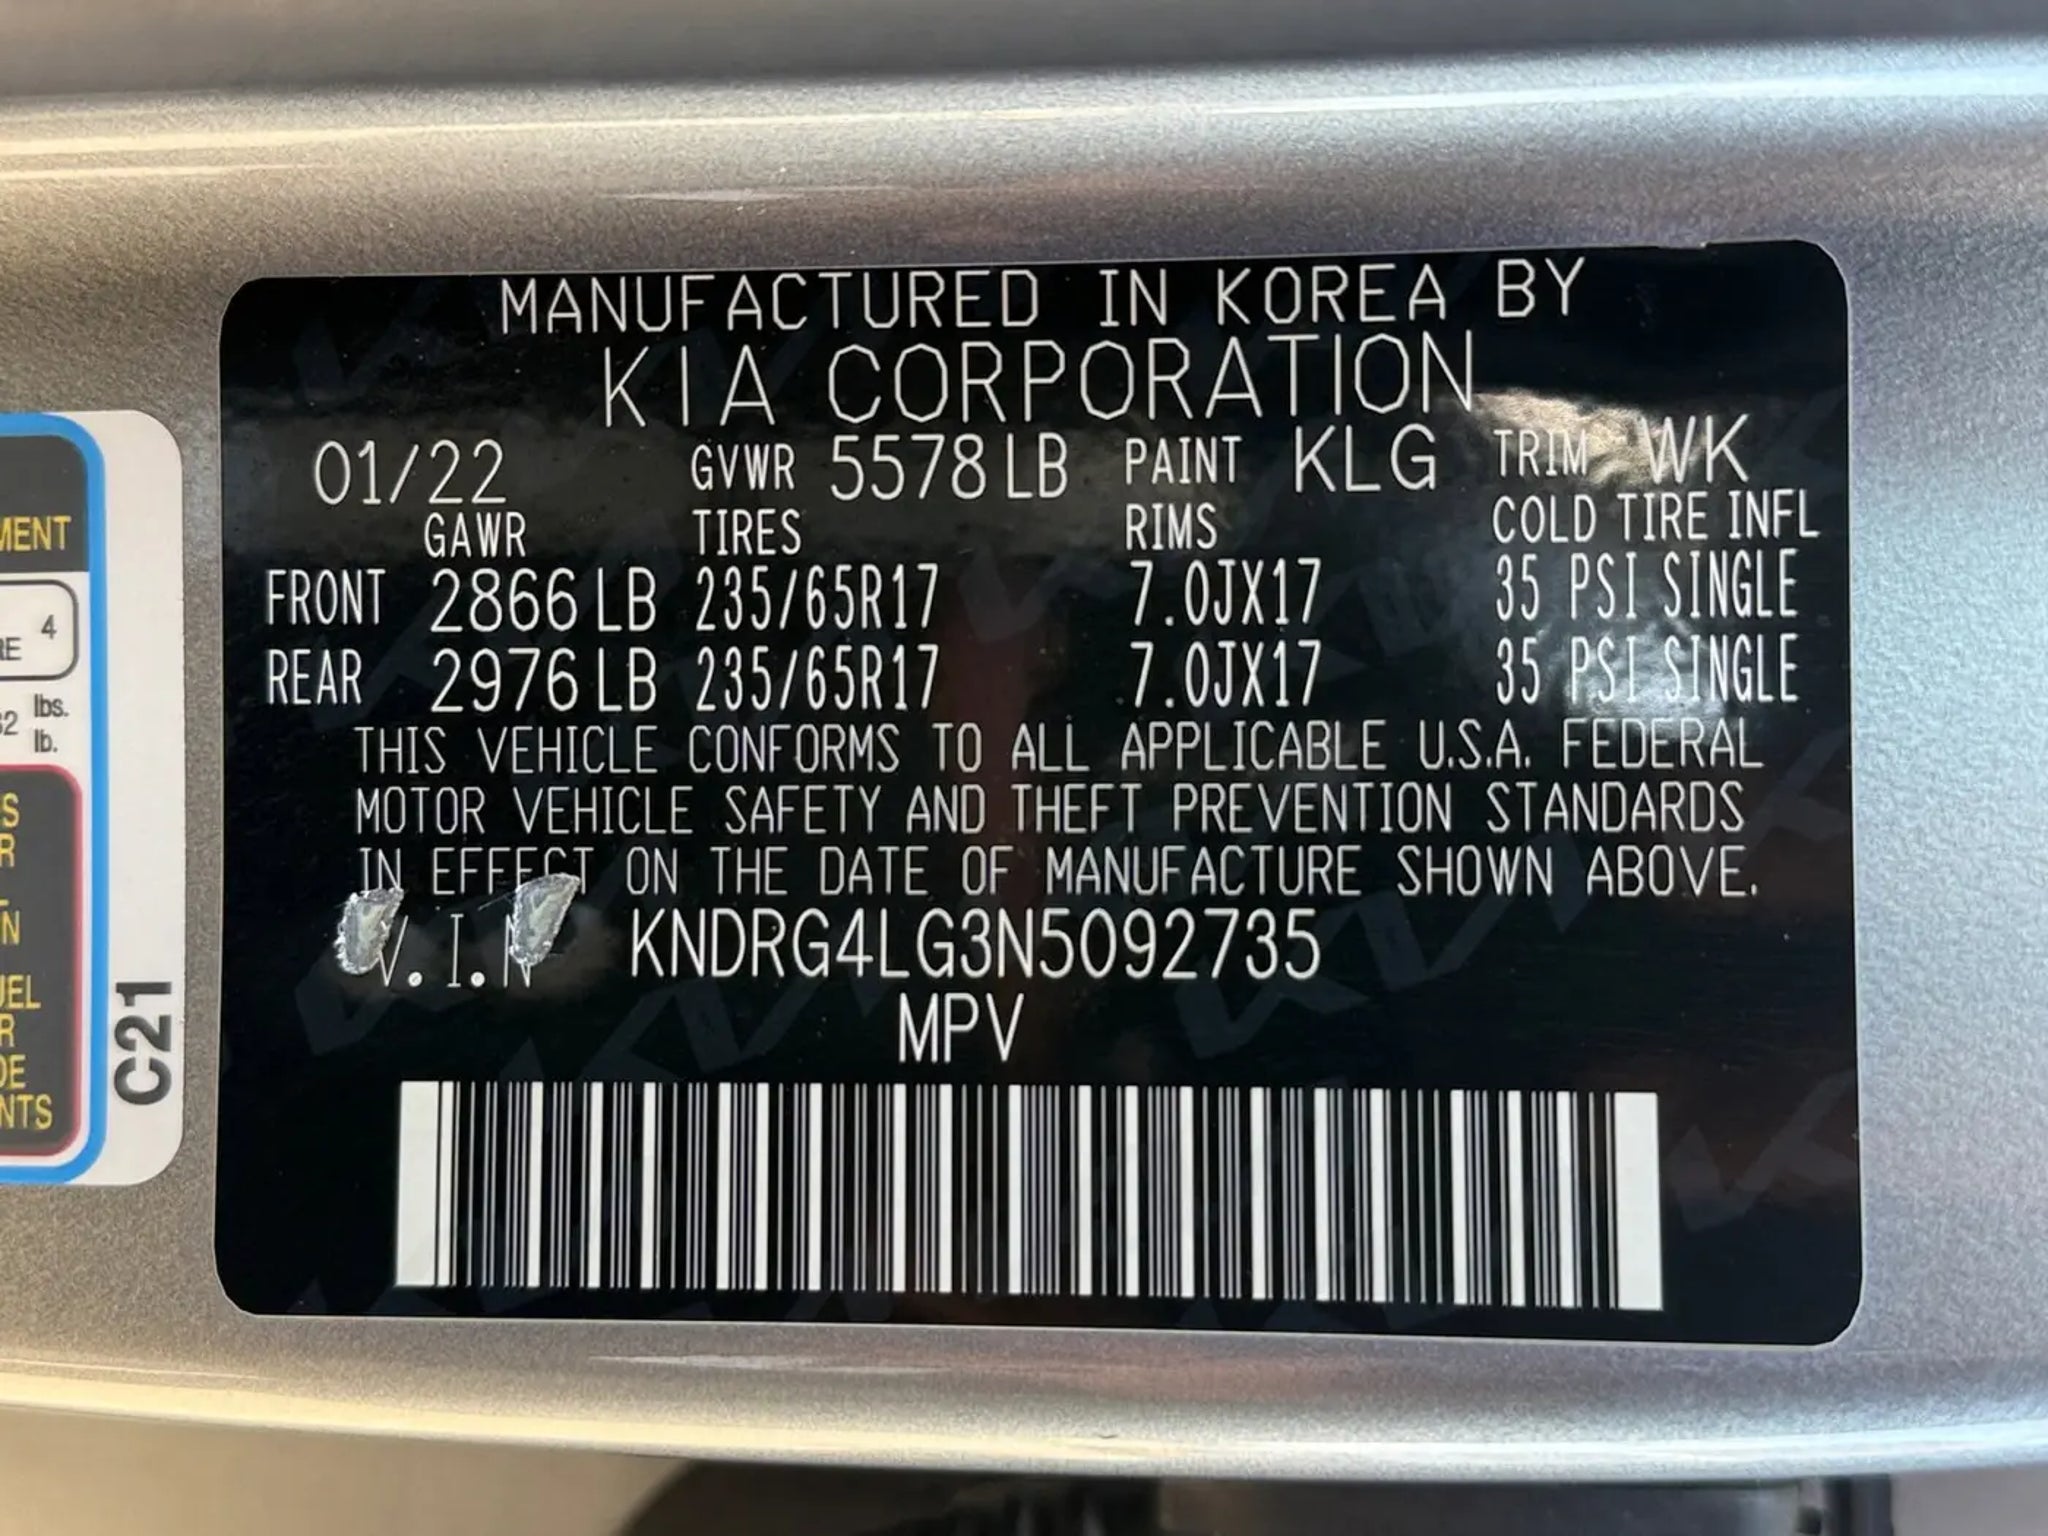 MANUFACTURED IN KOREA BY
KIA CORPORATION
01/22 GVWR 5578LB PAINT KLG TRIM WK
GAWR TIRES RIMS COLD TIRE INFL
FRONT 2866LB 235/65R17 7.0JX17 35 PSI SINGLE
REAR 2976LB 235/65R17 7.0JX17 35 PSI SINGLE
THIS VEHICLE CONFORMS TO ALL APPLICABLE U.S.A. FEDERAL
MOTOR VEHICLE SAFETY AND THEFT PREVENTION STANDARDS
IN EFFECT ON THE DATE OF MANUFACTURE SHOWN ABOVE.
V.I.N KNDRG4LG3N5092735
MPV
4
lbs.
lb.
C21